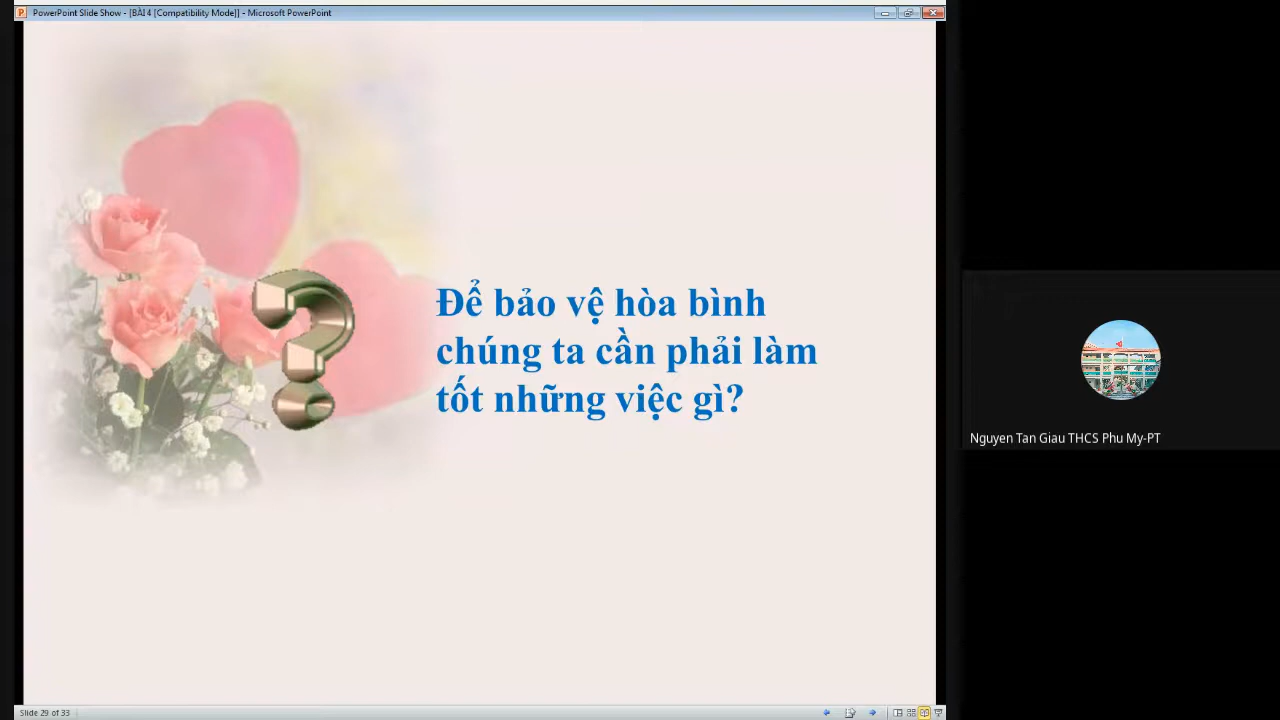 PowerPoint Slide Show - [BÀI 4 [Compatibility Mode]] - Microsoft PowerPoint
Để bảo vệ hòa bình
chúng ta cần phải làm
tốt những việc gì?
Nguyen Tan Giau THCS Phu My-PT
Slide 29 of 33